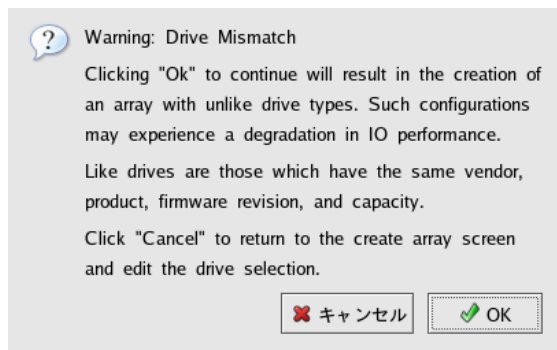 Warning: Drive Mismatch
Clicking "Ok" to continue will result in the creation of
an array with unlike drive types. Such configurations
may experience a degradation in IO performance.
Like drives are those which have the same vendor,
product, firmware revision, and capacity.
Click "Cancel" to return to the create array screen
and edit the drive selection.
キャンセル
OK